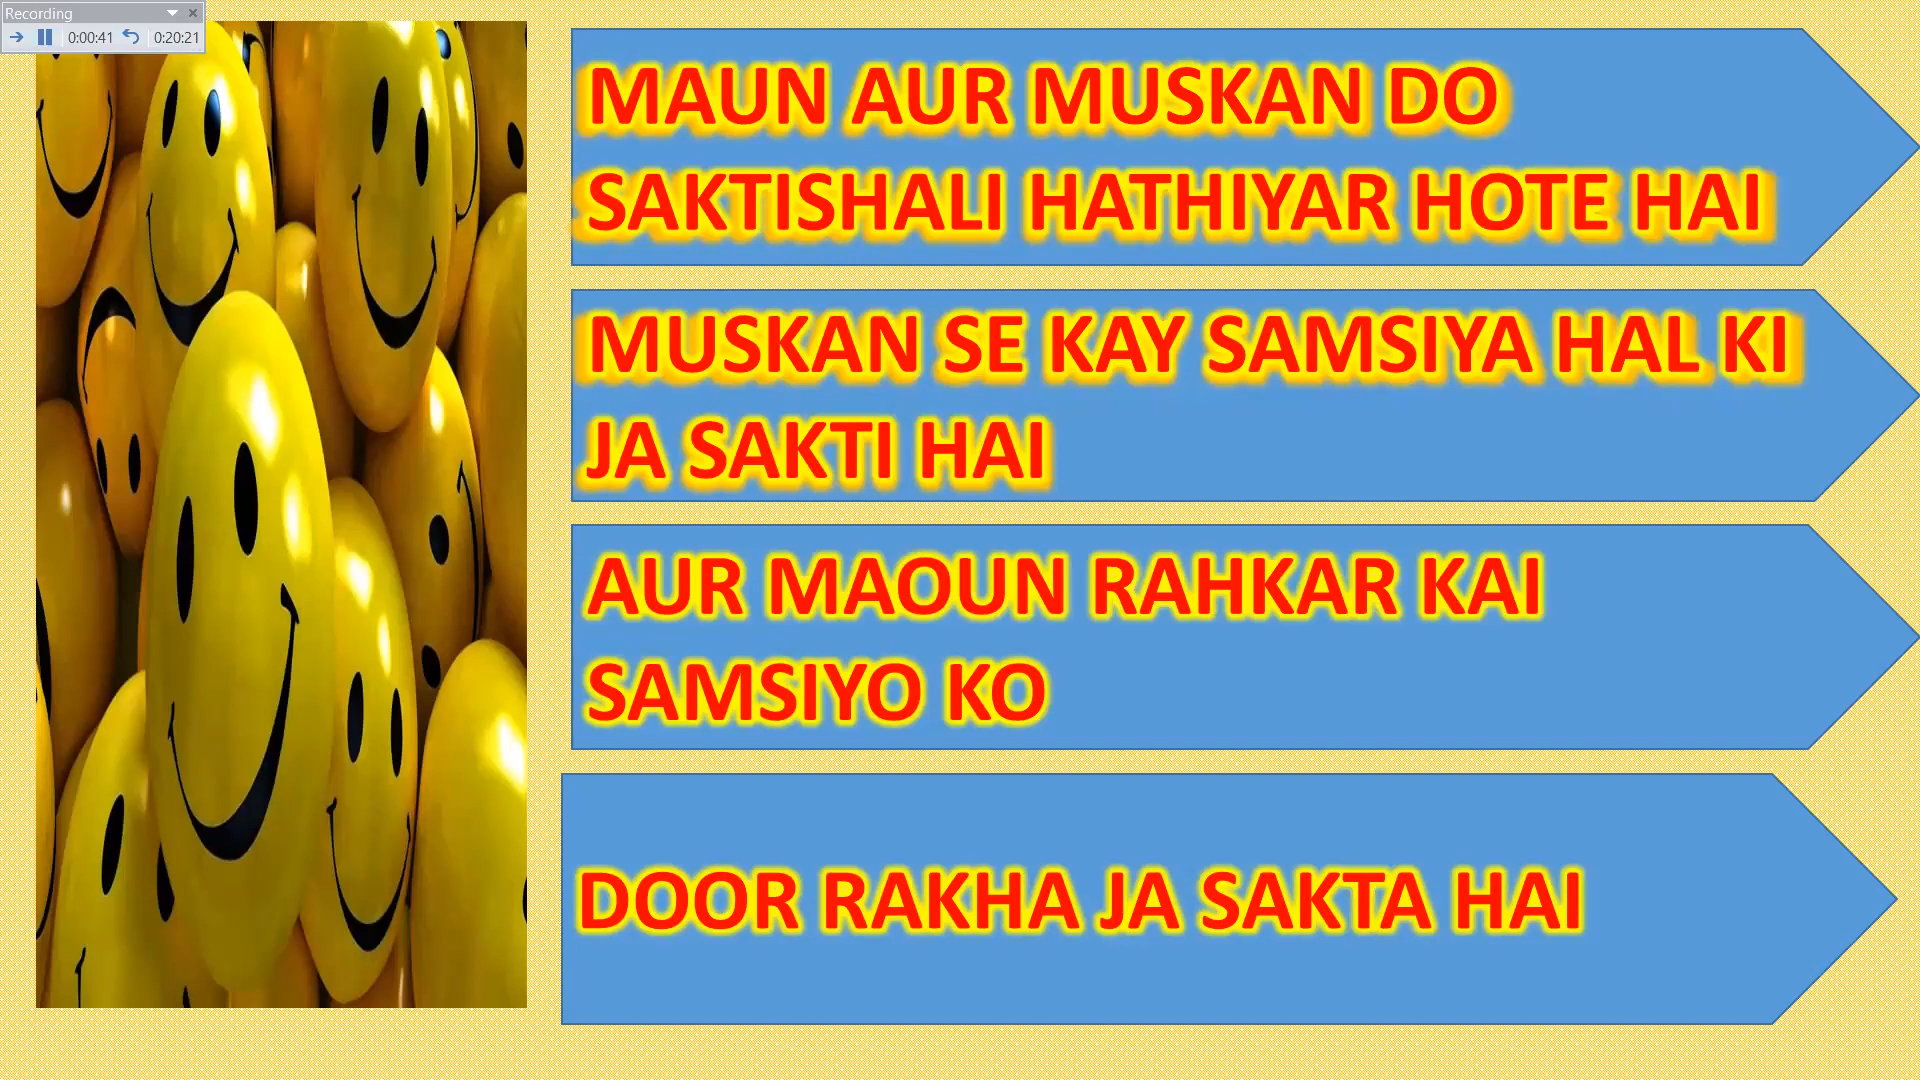 Recording
0:00:41 0:20:21
MAUN AUR MUSKAN DO
SAKTISHALI HATHIYAR HOTE HAI
MUSKAN SE KAY SAMSIYA HAL KI
JA SAKTI HAI
AUR MAOUN RAHKAR KAI
SAMSIYO KO
DOOR RAKHA JA SAKTA HAI